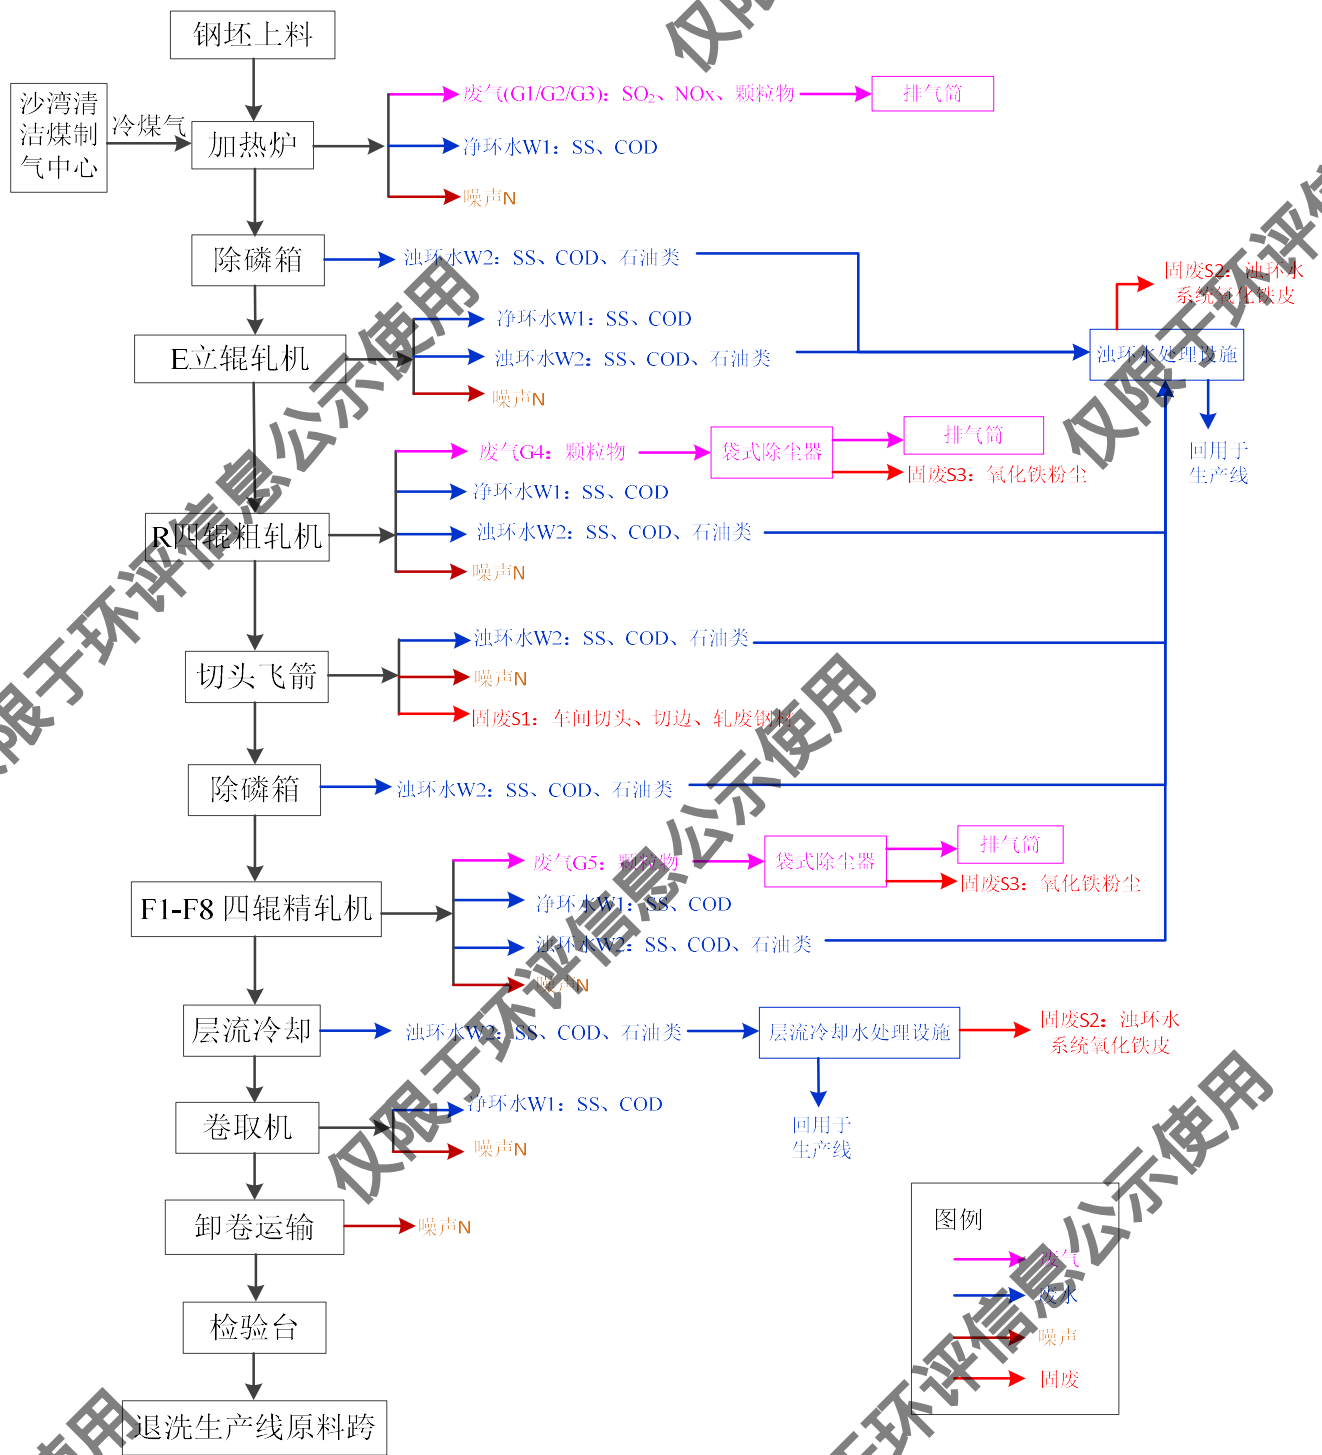 钢坯上料
沙湾清
洁煤制
气中心
冷煤气
加热炉
废气(G1/G2/G3)：SO₂、NOx、颗粒物
排气筒
净环水W1：SS、COD
噪声N
除磷箱
浊环水W2：SS、COD、石油类
固废S2：浊环水
系统氧化铁皮
E立辊轧机
净环水W1：SS、COD
浊环水W2：SS、COD、石油类
噪声N
浊环水处理设施
回用于
生产线
R四辊粗轧机
废气G4：颗粒物
袋式除尘器
排气筒
固废S3：氧化铁粉尘
净环水W1：SS、COD
浊环水W2：SS、COD、石油类
噪声N
切头飞箭
浊环水W2：SS、COD、石油类
噪声N
固废S1：车间切头、切边、轧废钢材
除磷箱
浊环水W2：SS、COD、石油类
F1-F8 四辊精轧机
废气G5：颗粒物
袋式除尘器
排气筒
固废S3：氧化铁粉尘
净环水W1：SS、COD
浊环水W2：SS、COD、石油类
噪声N
层流冷却
浊环水W2：SS、COD、石油类
层流冷却水处理设施
固废S2：浊环水
系统氧化铁皮
回用于
生产线
卷取机
净环水W1：SS、COD
噪声N
卸卷运输
噪声N
检验台
退洗生产线原料跨
图例
废气
废水
噪声
固废
仅限
仅限于环评信息公示使用
仅限于环评信息公示使用
仅限于环评信息公示使用
于环评信息公示使用
使用